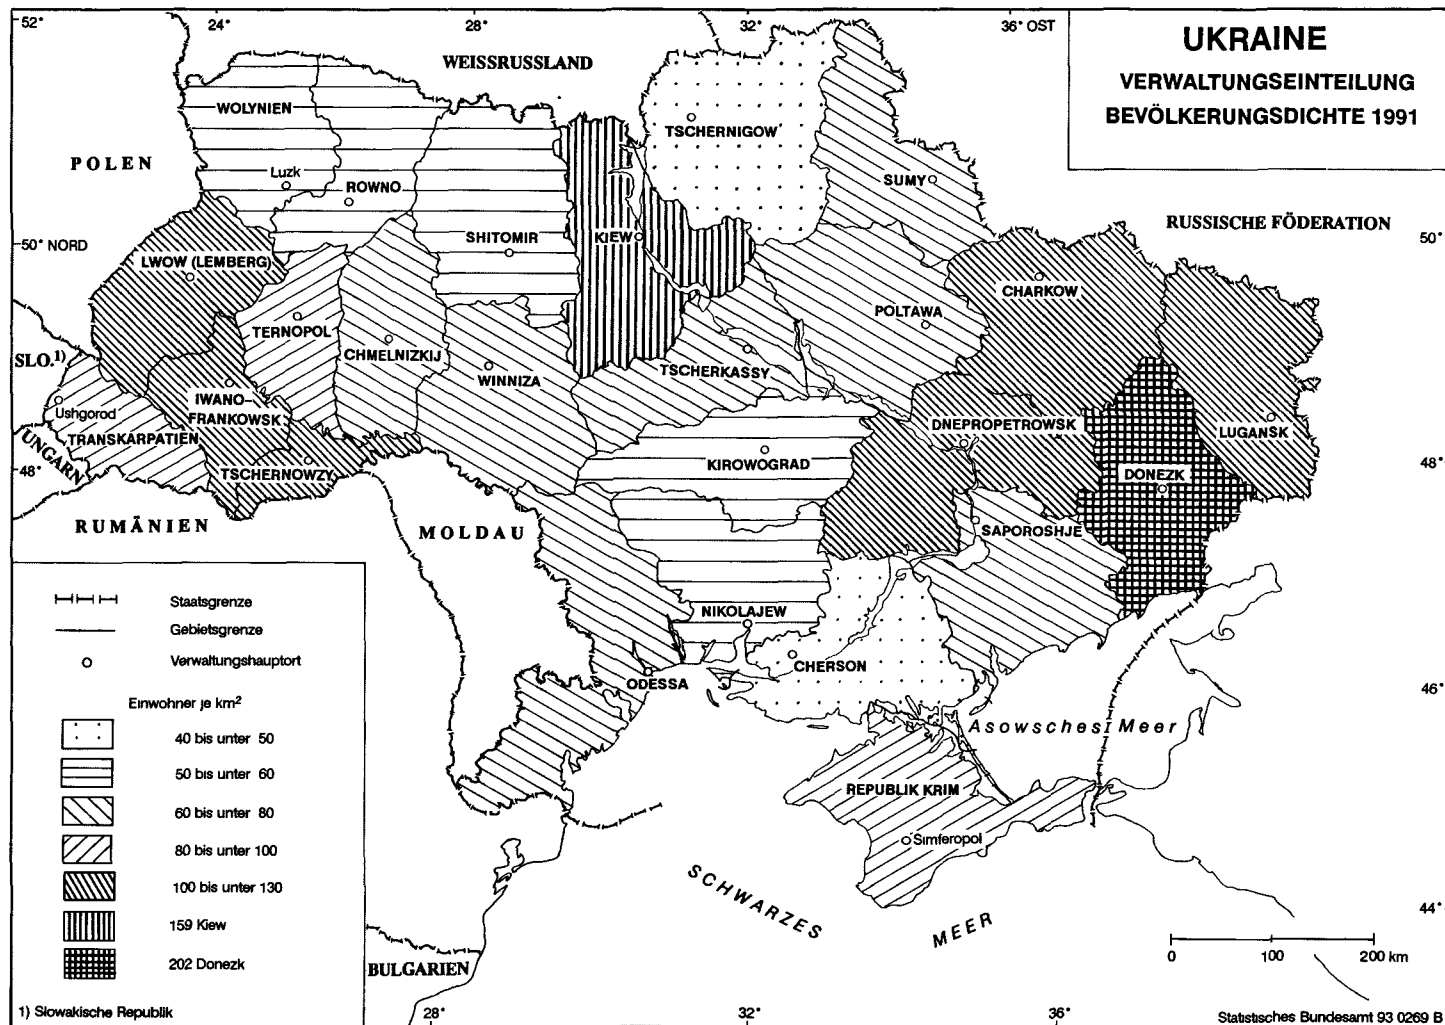 52°
24°
28°
36° OST
UKRAINE
VERWALTUNGSEINTEILUNG
BEVÖLKERUNGSDICHTE 1991
WEISSRUSSLAND
WOLYNIEN
TSCHERNIGOW
POLEN
Luzk
ROWNO
SUMY
RUSSISCHE FÖDERATION
SHITOMIR
KIEW
50° NORD
50°
LWOW (LEMBERG)
CHARKOW
TERNOPOL
POLTAWA
CHMELNIZKIJ
SLO.1)
WINNIZA
TSCHERKASSY
Ushgorod
IWANO-
FRANKOWSK
DNEPROPETROWSK
LUGANSK
TRANSKARPATIEN
UNGARN
48°
TSCHERNOWZY
KIROWOGRAD
DONEZK
48°
RUMÄNIEN
MOLDAU
SAPOROSHJE
NIKOLAJEW
CHERSON
ODESSA
46°
Asowsches Meer
REPUBLIK KRIM
Simferopol
SCHWARZES
MEER
44°
BULGARIEN
Staatsgrenze
Gebietsgrenze
Verwaltungshauptort
Einwohner je km²
40 bis unter 50
50 bis unter 60
60 bis unter 80
80 bis unter 100
100 bis unter 130
159 Kiew
202 Donezk
1) Slowakische Republik
0 100 200 km
28°
32°
36°
Statistisches Bundesamt 93 0269 B